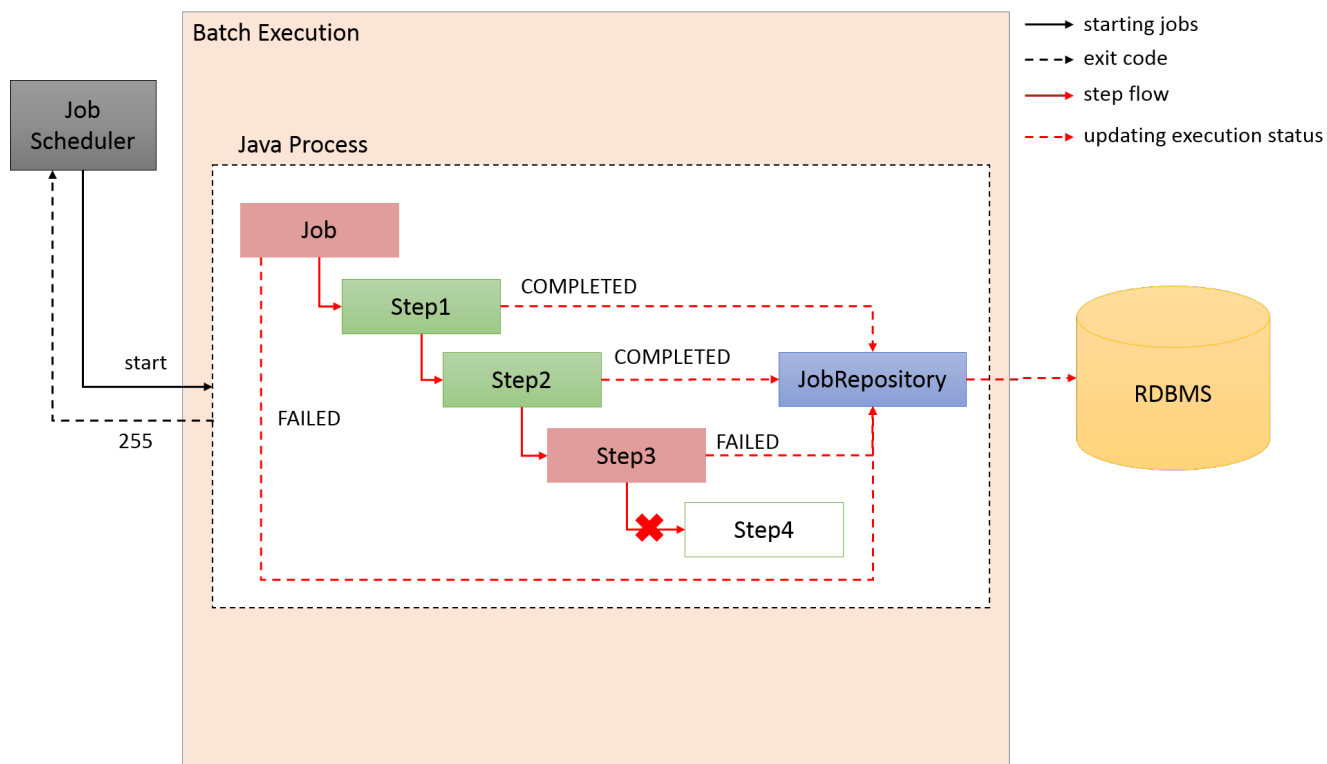 Batch Execution
starting jobs
exit code
step flow
updating execution status
Job
Scheduler
Java Process
Job
COMPLETED
Step1
COMPLETED
Step2
JobRepository
RDBMS
start
255
FAILED
FAILED
Step3
Step4